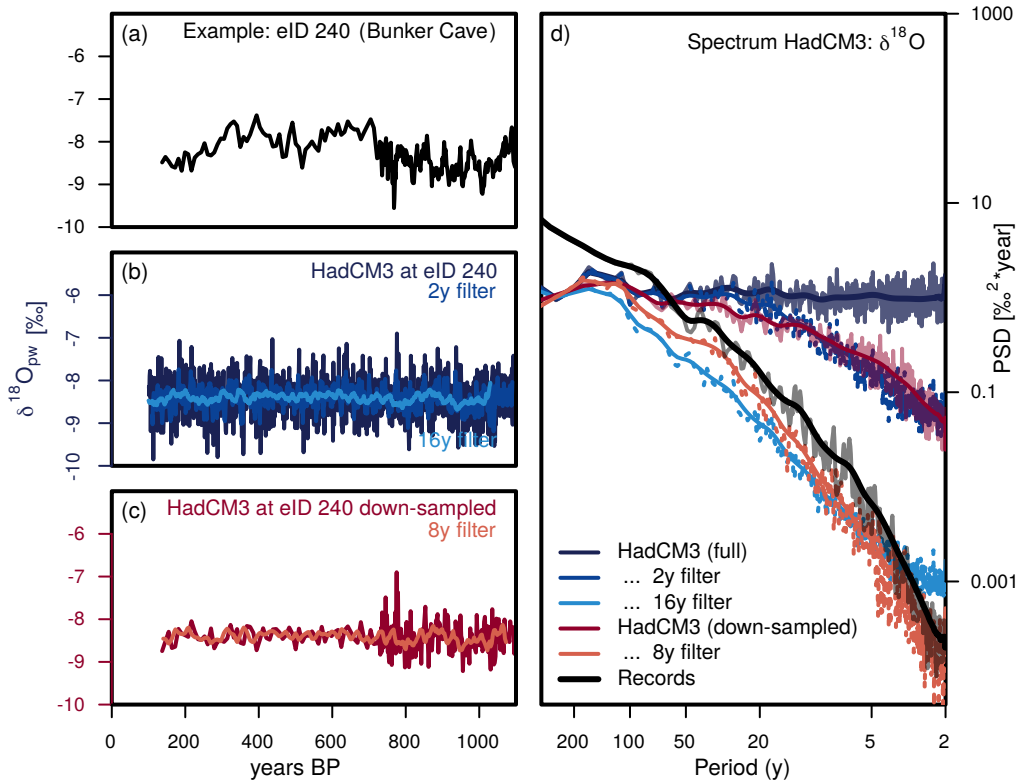 (a)
Example: eID 240 (Bunker Cave)
-6
-7
-8
-9
-10
(b)
HadCM3 at eID 240
2y filter
16y filter
-6
-7
-8
-9
-10
δ ¹⁸O_pw [‰]
(c)
HadCM3 at eID 240 down-sampled
8y filter
-6
-7
-8
-9
-10
0 200 400 600 800 1000
years BP
d)
Spectrum HadCM3: δ¹⁸O
1000
10
0.1
0.001
PSD [‰²*year]
HadCM3 (full)
... 2y filter
... 16y filter
HadCM3 (down-sampled)
... 8y filter
Records
200 100 50 20 5 2
Period (y)